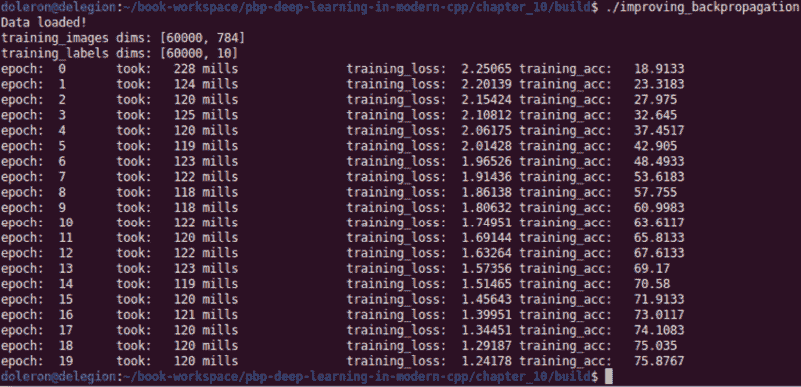 doleron@delegion:~/book-workspace/pbp-deep-learning-in-modern-cpp/chapter_10/build$ ./improving_backpropagation
Data loaded!
training_images dims: [60000, 784]
training_labels dims: [60000, 10]
epoch: 0 took: 228 mills training_loss: 2.25065 training_acc: 18.9133
epoch: 1 took: 124 mills training_loss: 2.20139 training_acc: 23.3183
epoch: 2 took: 120 mills training_loss: 2.15424 training_acc: 27.975
epoch: 3 took: 125 mills training_loss: 2.10812 training_acc: 32.645
epoch: 4 took: 120 mills training_loss: 2.06175 training_acc: 37.4517
epoch: 5 took: 119 mills training_loss: 2.01428 training_acc: 42.905
epoch: 6 took: 123 mills training_loss: 1.96526 training_acc: 48.4933
epoch: 7 took: 122 mills training_loss: 1.91436 training_acc: 53.6183
epoch: 8 took: 118 mills training_loss: 1.86138 training_acc: 57.755
epoch: 9 took: 118 mills training_loss: 1.80632 training_acc: 60.9983
epoch: 10 took: 122 mills training_loss: 1.74951 training_acc: 63.6117
epoch: 11 took: 120 mills training_loss: 1.69144 training_acc: 65.8133
epoch: 12 took: 122 mills training_loss: 1.63264 training_acc: 67.6133
epoch: 13 took: 123 mills training_loss: 1.57356 training_acc: 69.17
epoch: 14 took: 119 mills training_loss: 1.51465 training_acc: 70.58
epoch: 15 took: 120 mills training_loss: 1.45643 training_acc: 71.9133
epoch: 16 took: 121 mills training_loss: 1.39951 training_acc: 73.0117
epoch: 17 took: 120 mills training_loss: 1.34451 training_acc: 74.1083
epoch: 18 took: 120 mills training_loss: 1.29187 training_acc: 75.035
epoch: 19 took: 120 mills training_loss: 1.24178 training_acc: 75.8767
doleron@delegion:~/book-workspace/pbp-deep-learning-in-modern-cpp/chapter_10/build$